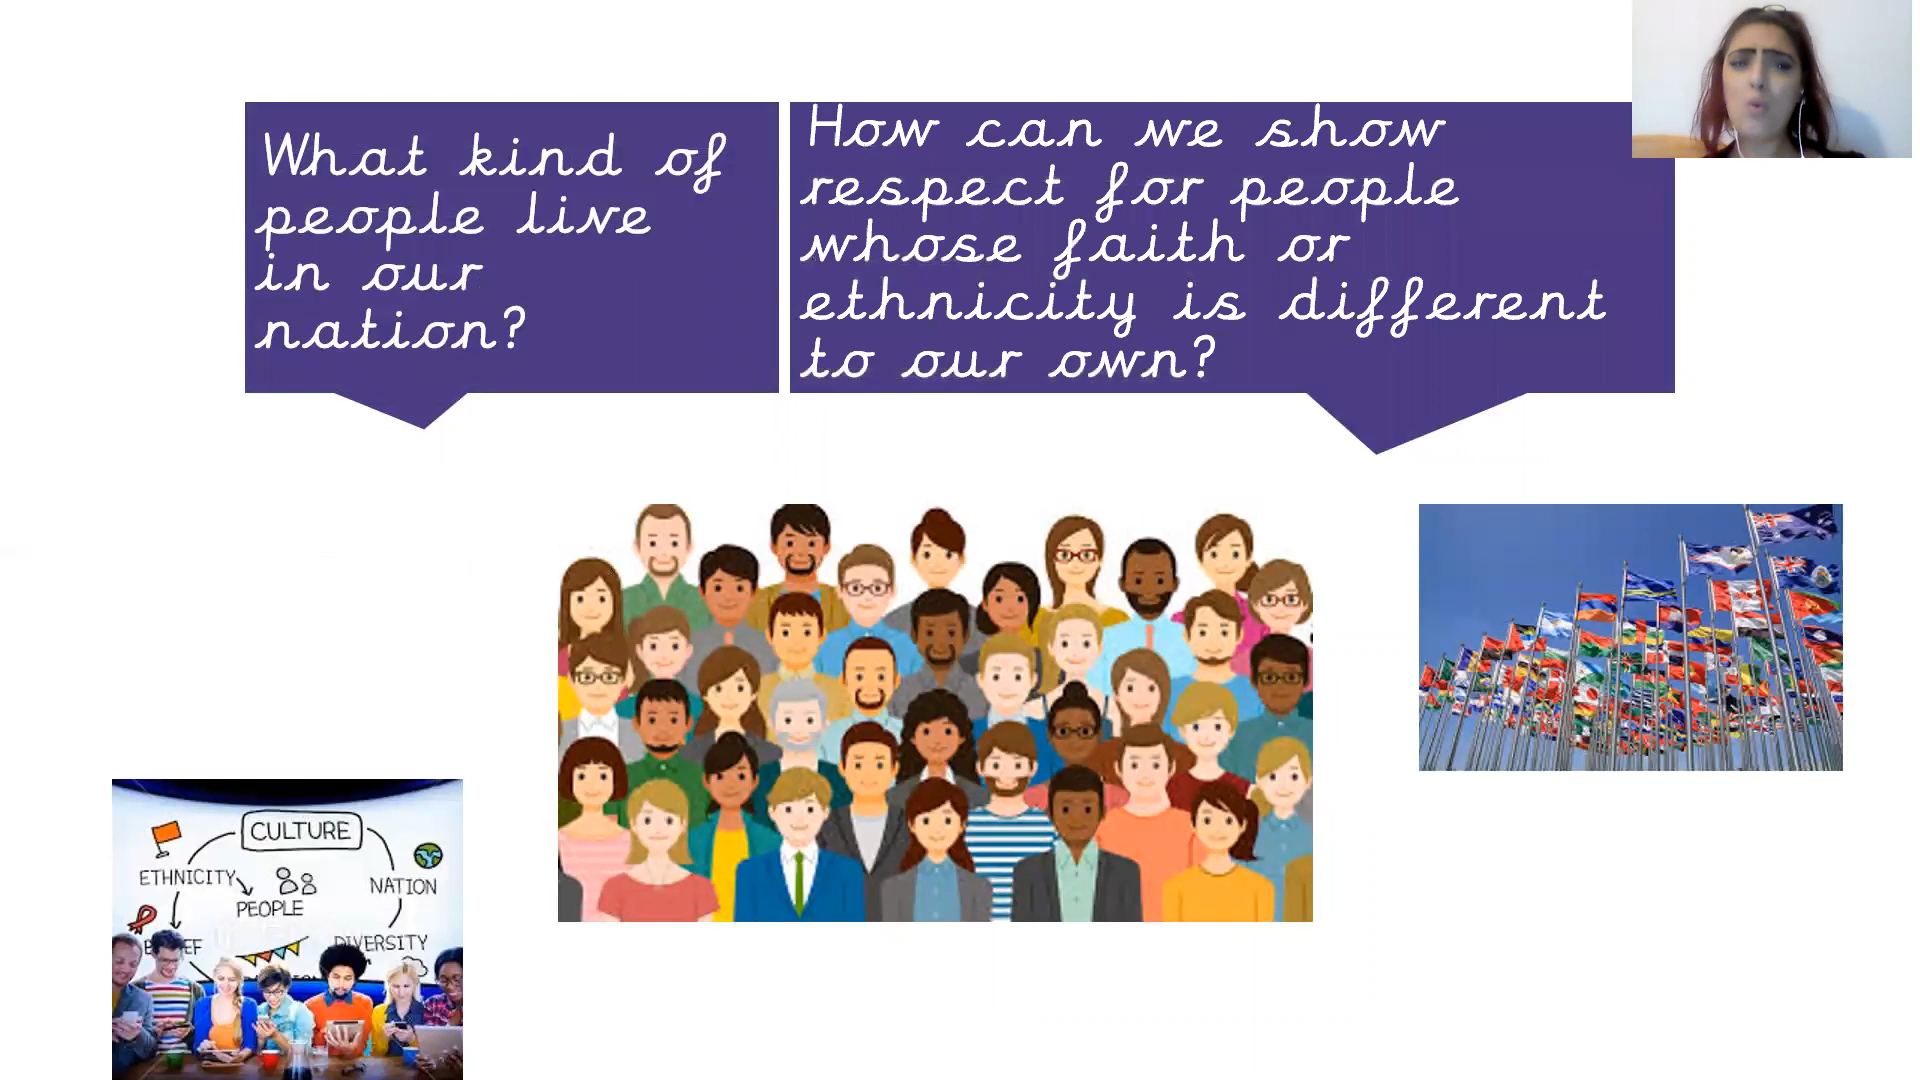 What kind of
people live
in our
nation?
How can we show
respect for people
whose faith or
ethnicity is different
to our own?
CULTURE
ETHNICITY
NATION
PEOPLE
DIVERSITY